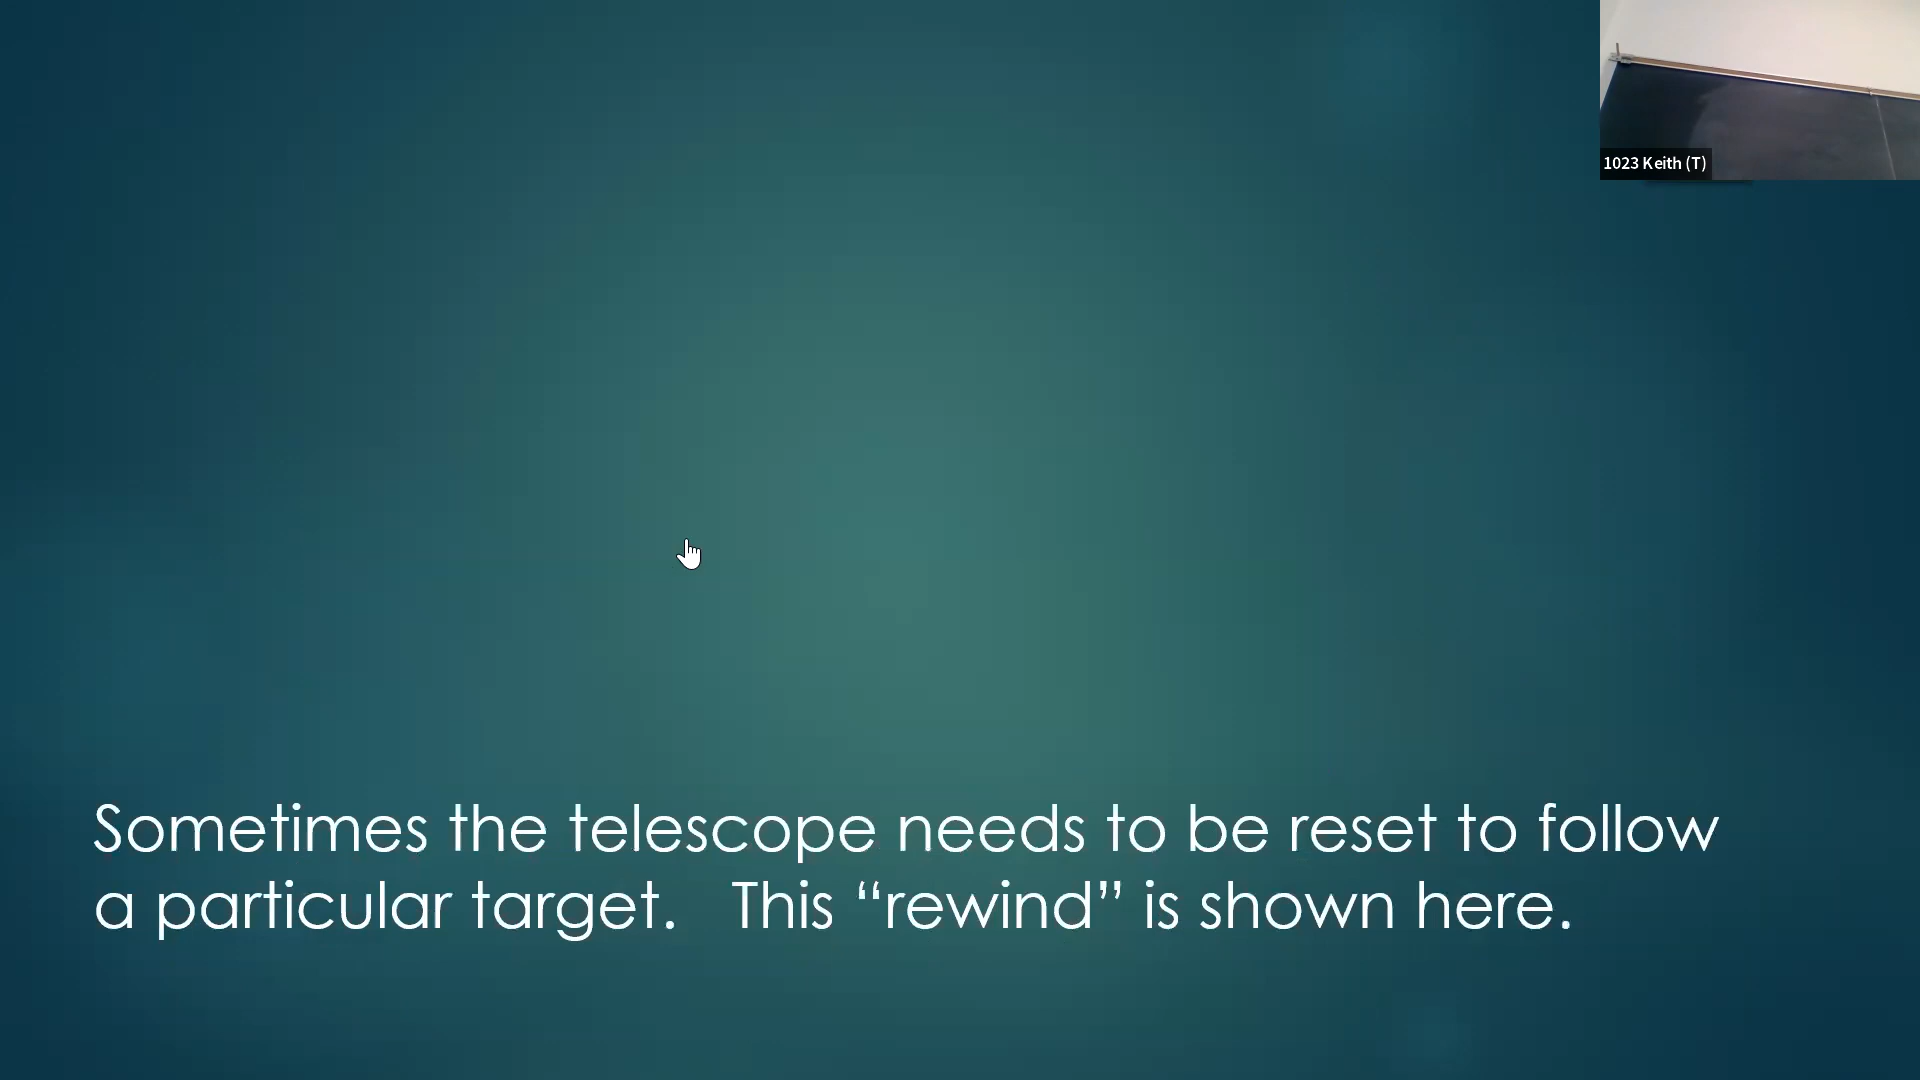 1023 Keith (T)
Sometimes the telescope needs to be reset to follow
a particular target.   This “rewind” is shown here.